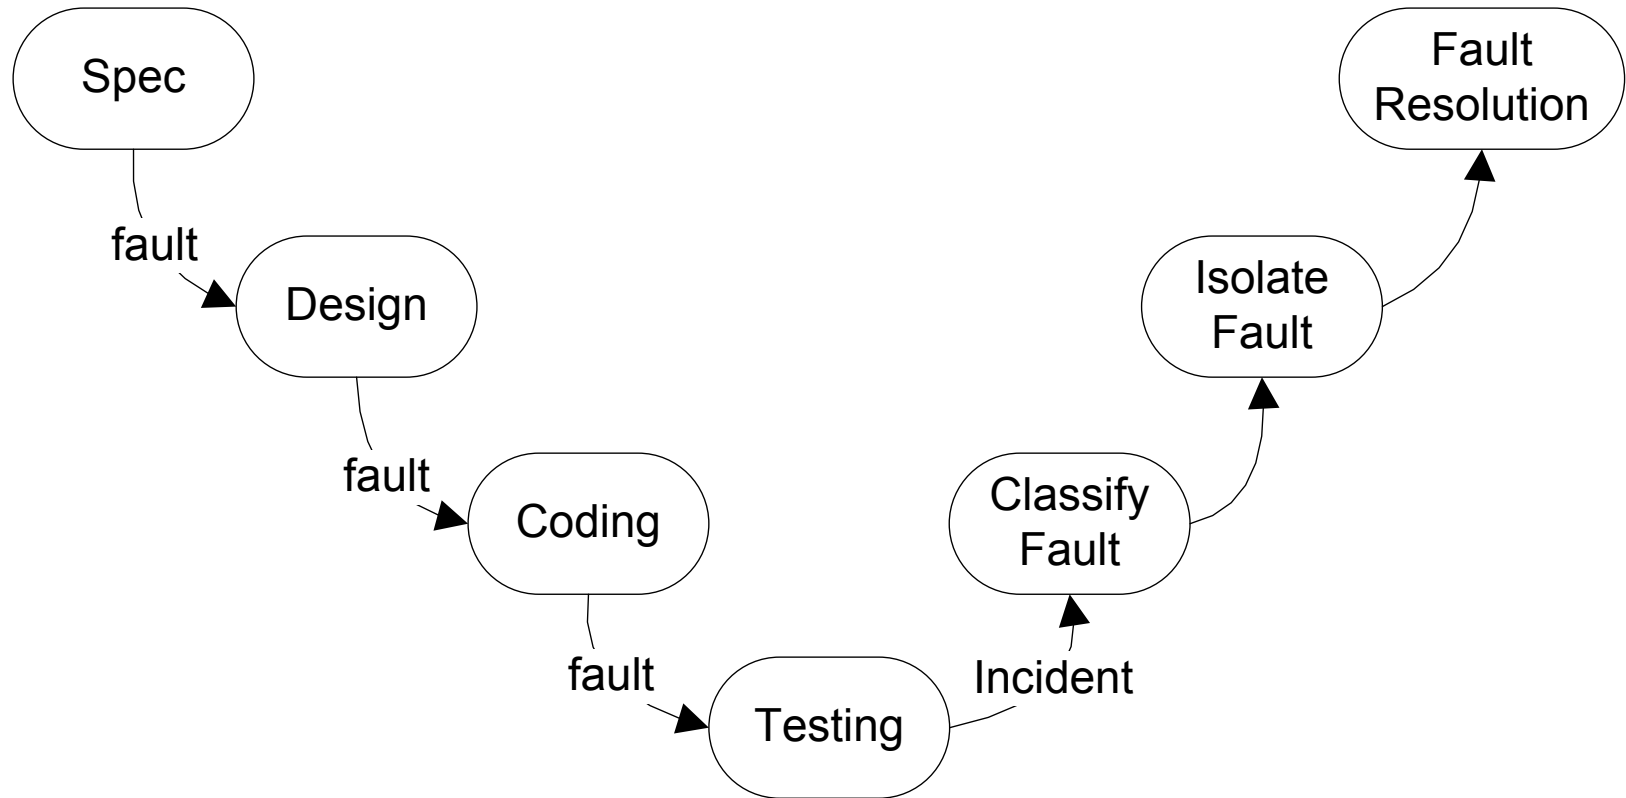 Spec
Fault
Resolution
fault
Design
Isolate
Fault
fault
Coding
Classify
Fault
fault
Testing
Incident